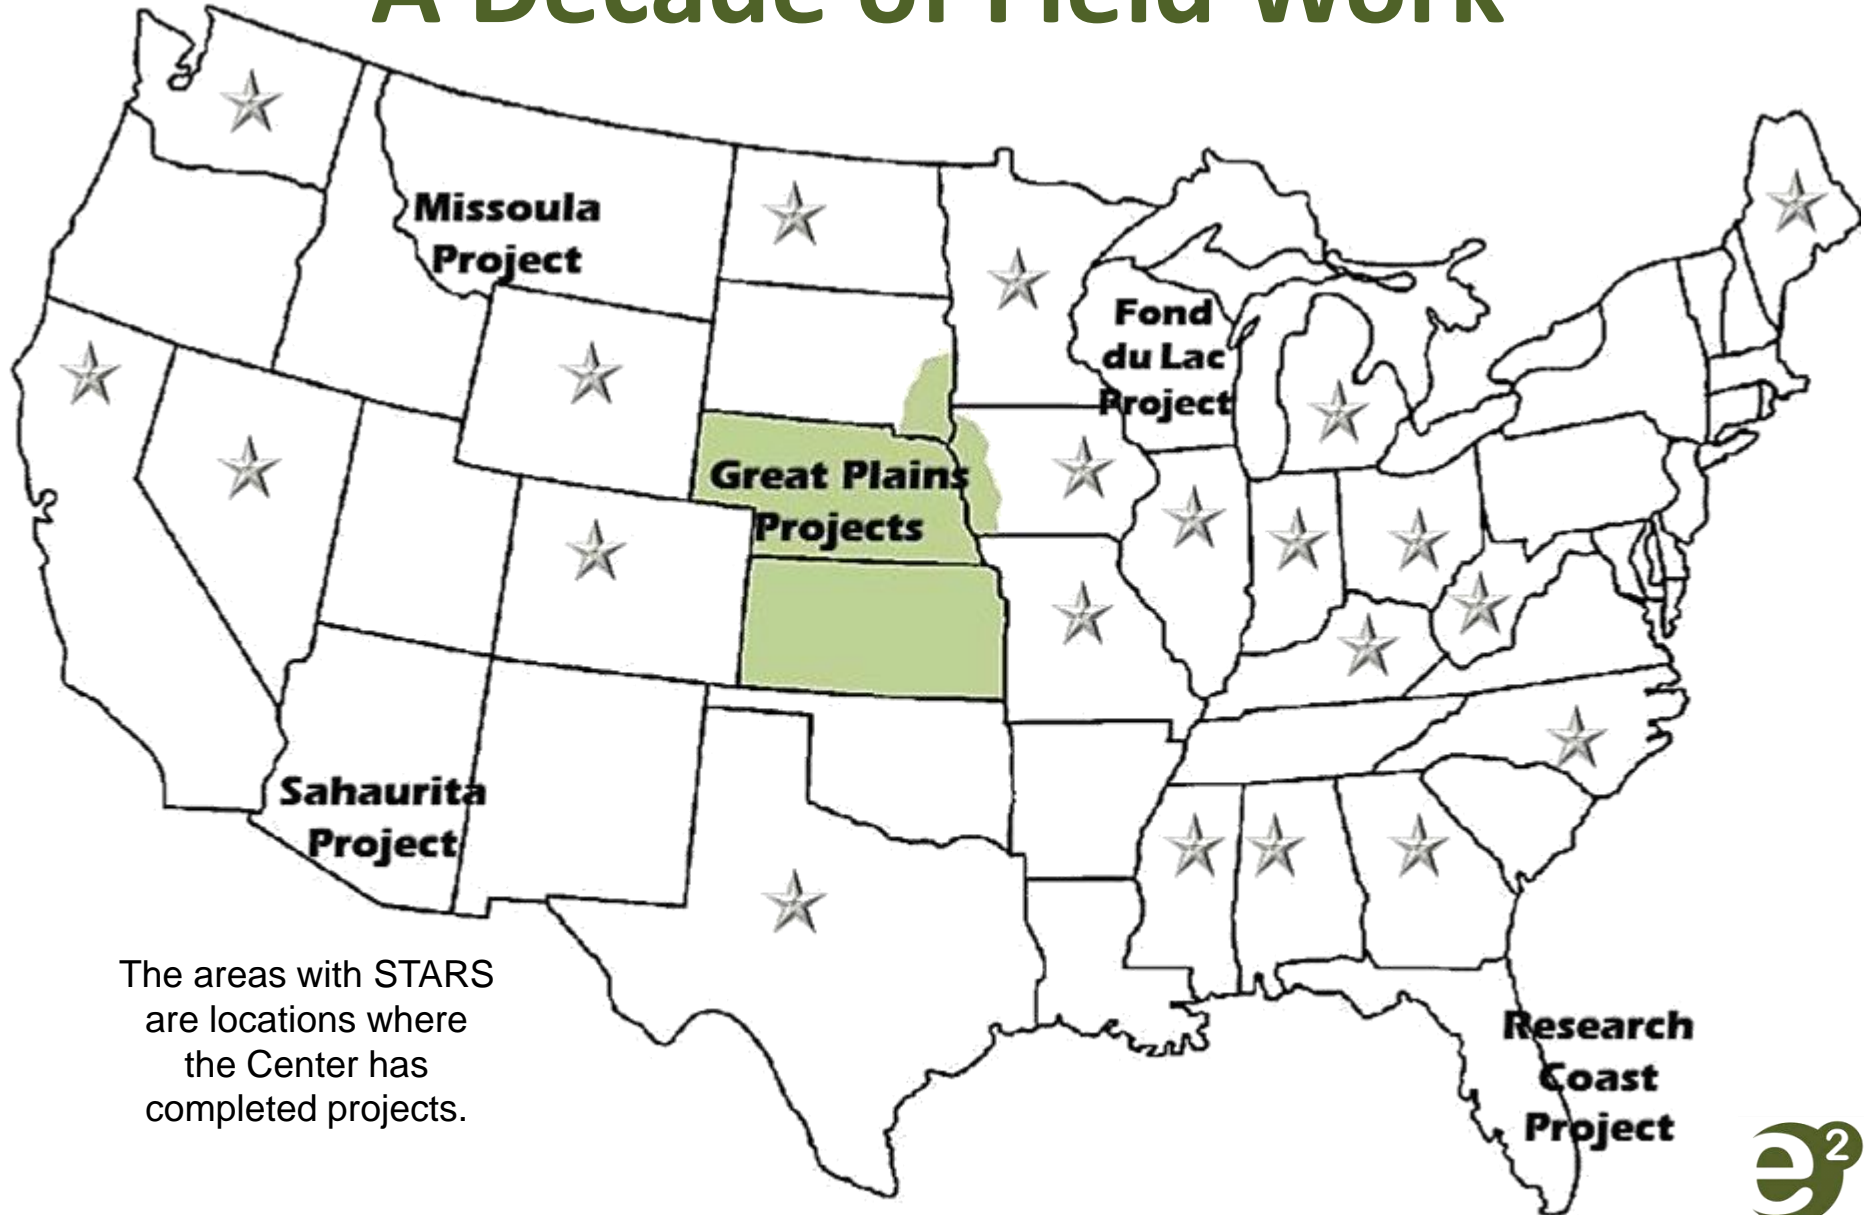 A Decade of Field Work
Missoula
Project
Fond
du Lac
Project
Great Plains
Projects
Sahaurita
Project
The areas with STARS
are locations where
the Center has
completed projects.
Research
Coast
Project
e2